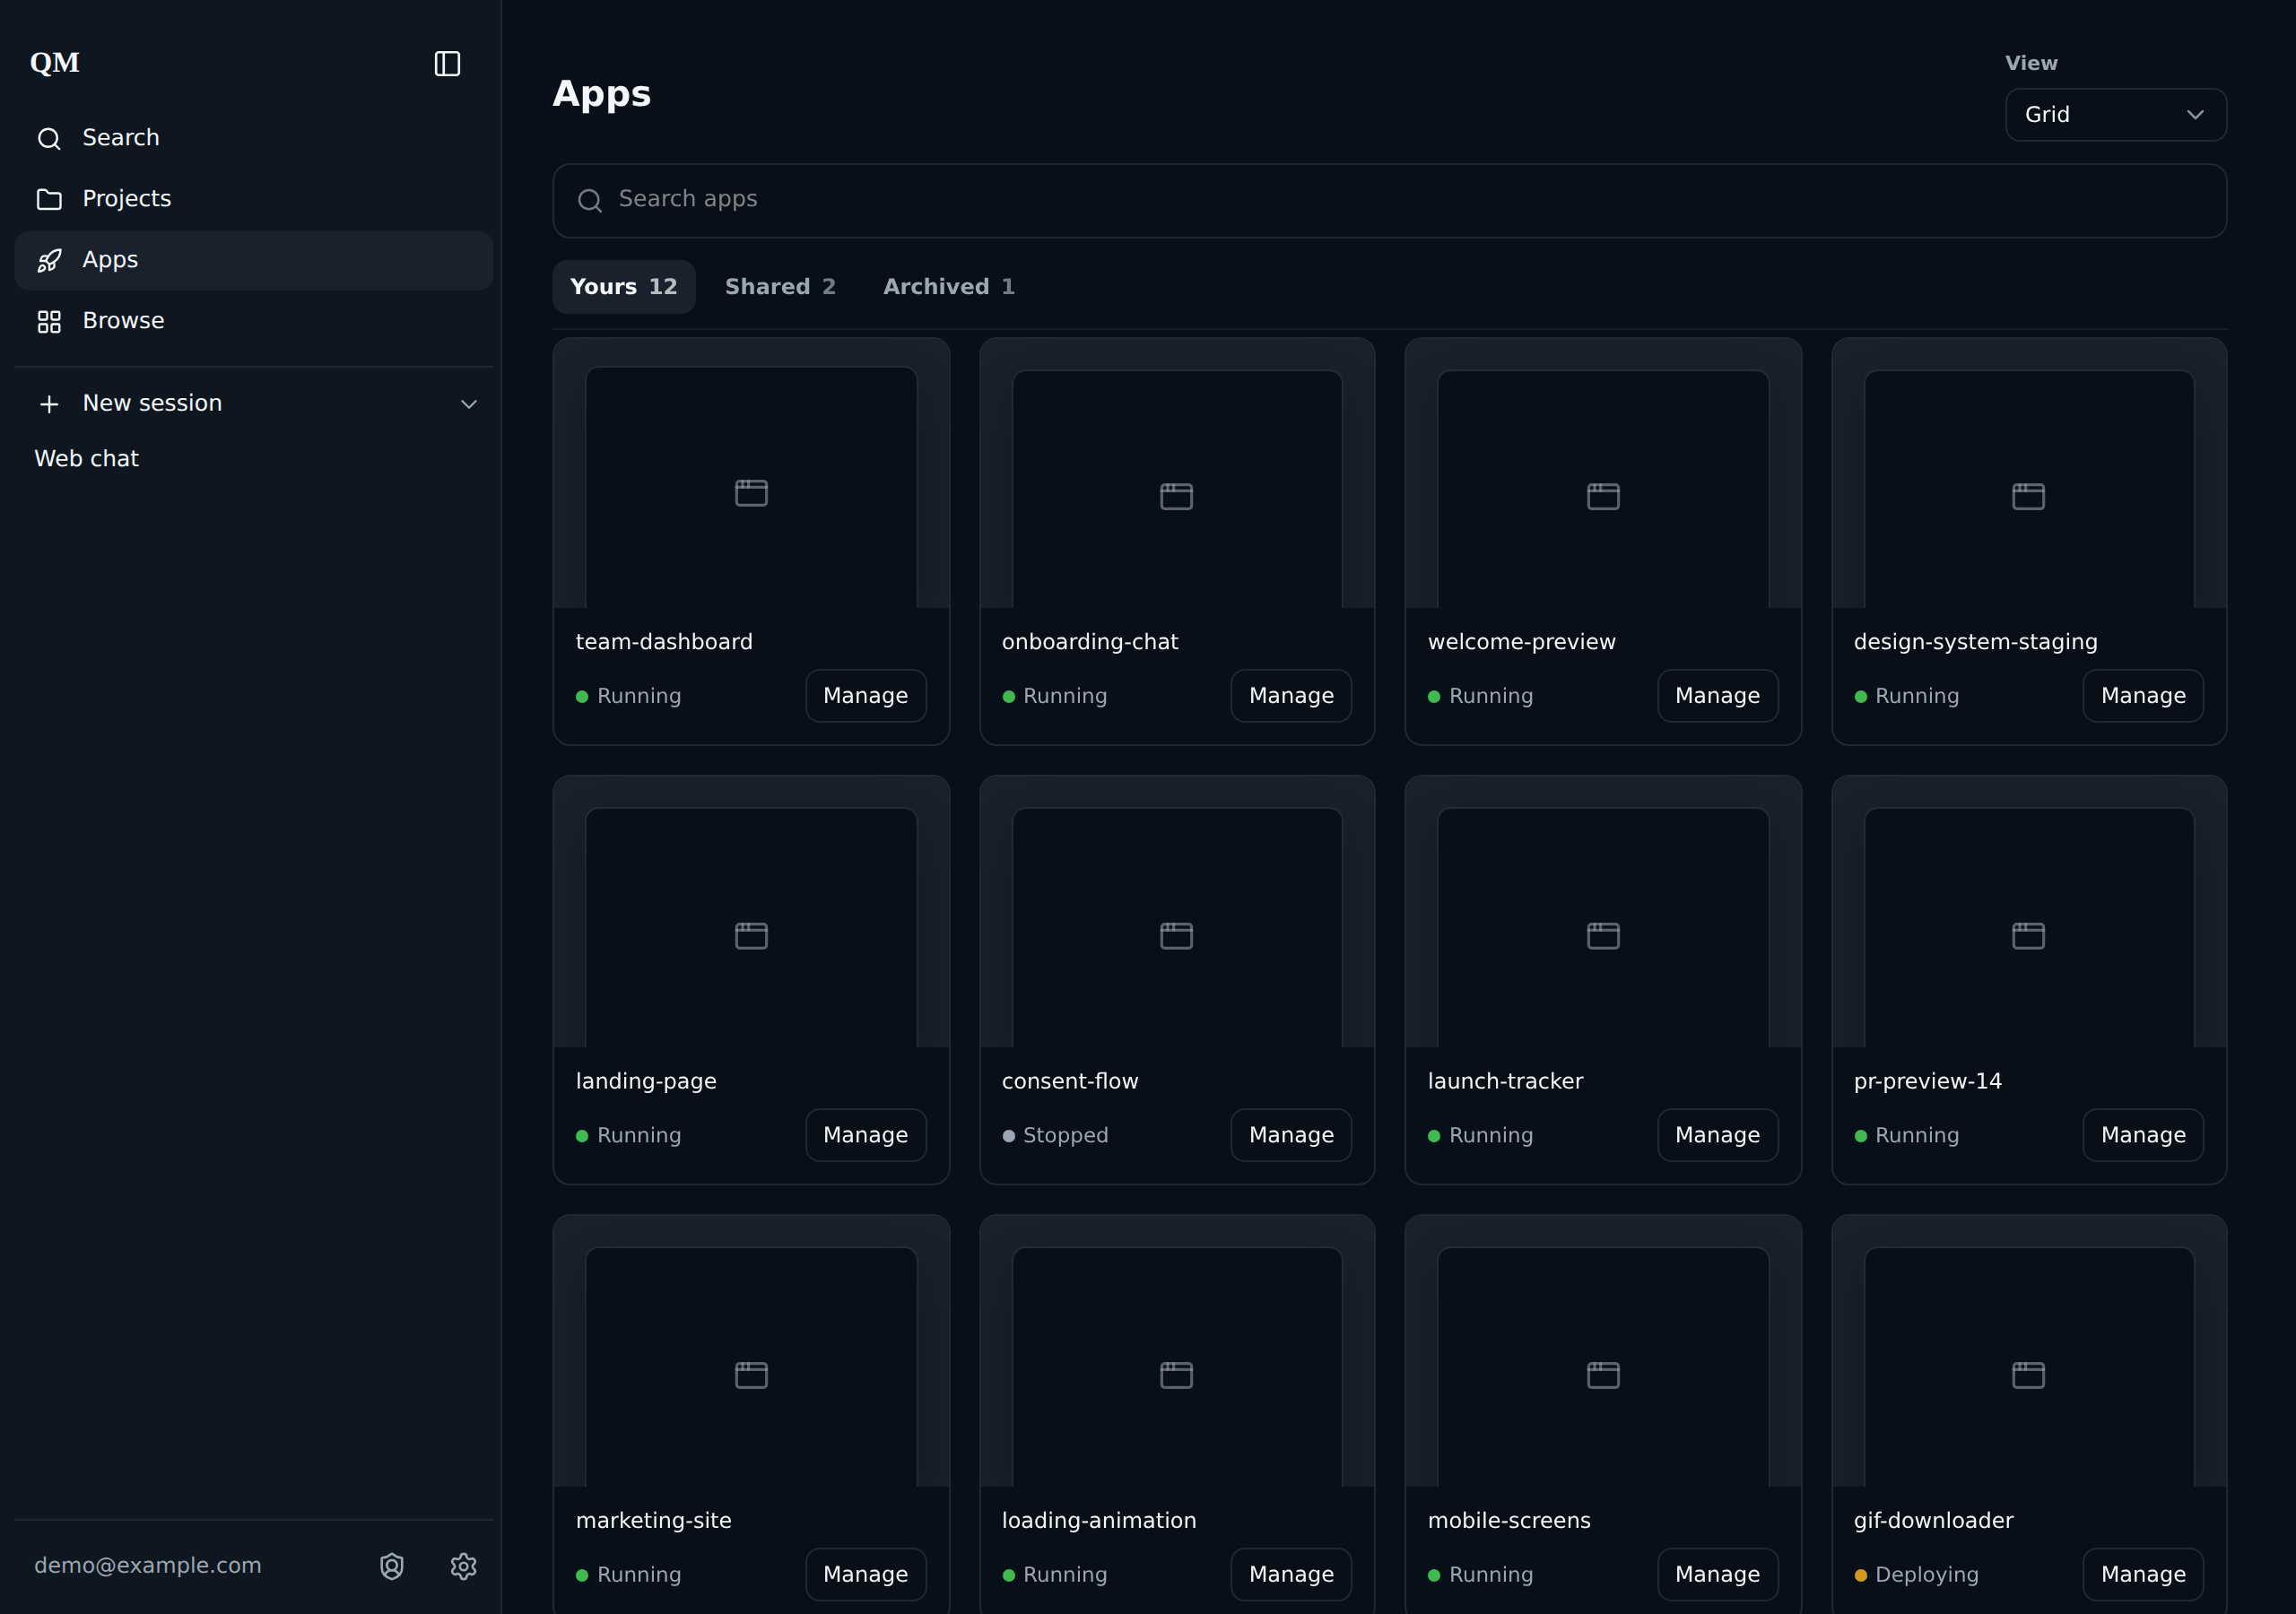 QM
Search
Projects
Apps
Browse
New session
Web chat
demo@example.com
Apps
View
Grid
Search apps
Yours 12 Shared 2 Archived 1
team-dashboard
Running Manage
onboarding-chat
Running Manage
welcome-preview
Running Manage
design-system-staging
Running Manage
landing-page
Running Manage
consent-flow
Stopped Manage
launch-tracker
Running Manage
pr-preview-14
Running Manage
marketing-site
Running Manage
loading-animation
Running Manage
mobile-screens
Running Manage
gif-downloader
Deploying Manage